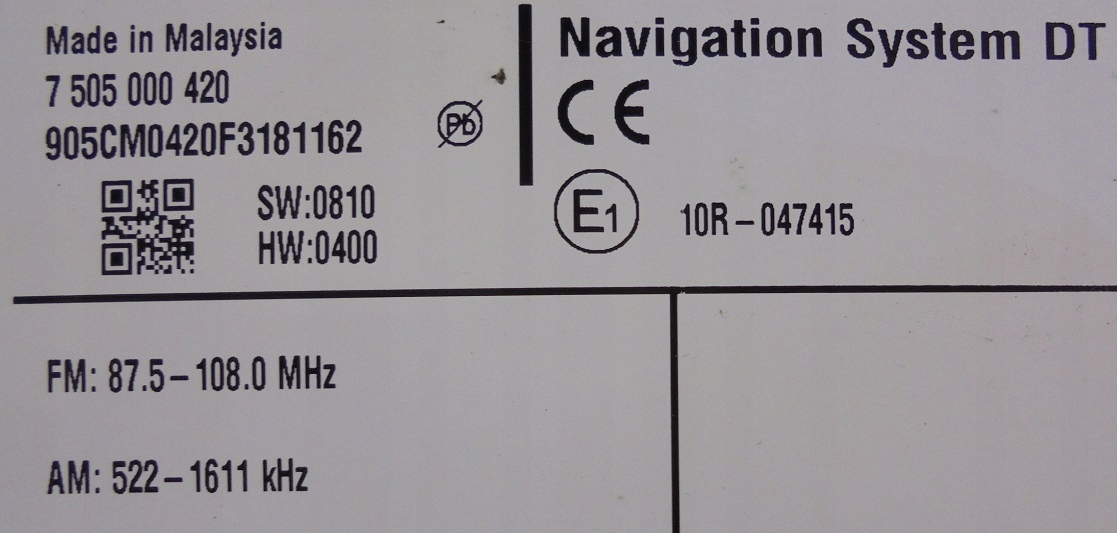 Made in Malaysia
7 505 000 420
905CM0420F3181162
Pb
SW:0810
HW:0400
Navigation System DT
CE
E1
10R-047415
FM: 87.5-108.0 MHz
AM: 522-1611 kHz